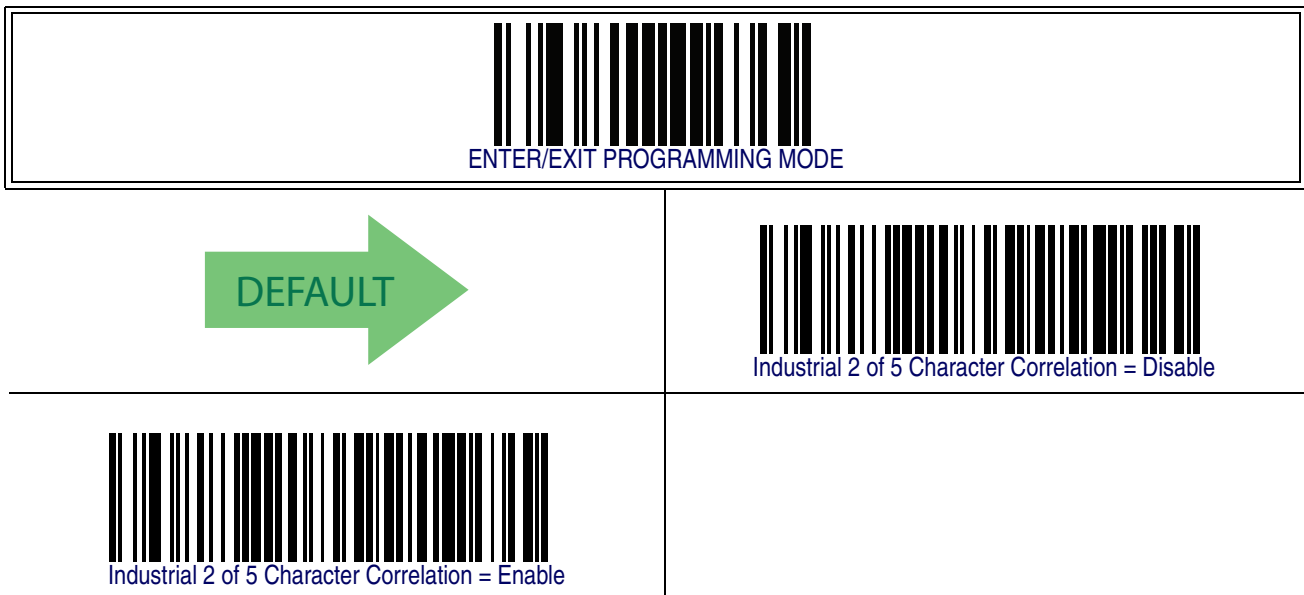 ENTER/EXIT PROGRAMMING MODE
DEFAULT
Industrial 2 of 5 Character Correlation = Disable
Industrial 2 of 5 Character Correlation = Enable